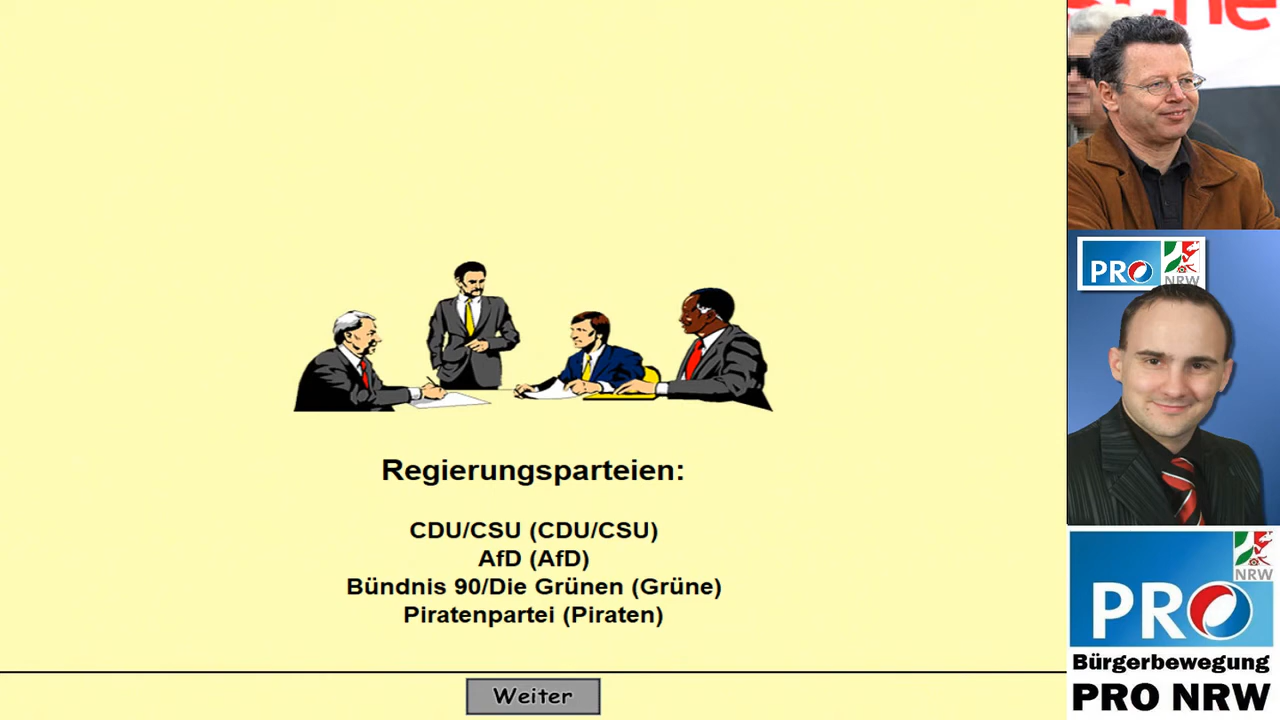 Regierungsparteien:
CDU/CSU (CDU/CSU)
AfD (AfD)
Bündnis 90/Die Grünen (Grüne)
Piratenpartei (Piraten)
Weiter
PRO
NRW
NRW
PRO
Bürgerbewegung
PRO NRW